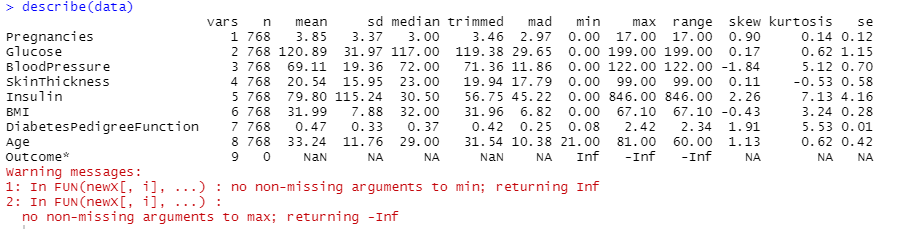 > describe(data)
vars n mean sd median trimmed mad min max range skew kurtosis se
Pregnancies 1 768 3.85 3.37 3.00 3.46 2.97 0.00 17.00 17.00 0.90 0.14 0.12
Glucose 2 768 120.89 31.97 117.00 119.38 29.65 0.00 199.00 199.00 0.17 0.62 1.15
BloodPressure 3 768 69.11 19.36 72.00 71.36 11.86 0.00 122.00 122.00 -1.84 5.12 0.70
SkinThickness 4 768 20.54 15.95 23.00 19.94 17.79 0.00 99.00 99.00 0.11 -0.53 0.58
Insulin 5 768 79.80 115.24 30.50 56.75 45.22 0.00 846.00 846.00 2.26 7.13 4.16
BMI 6 768 31.99 7.88 32.00 31.96 6.82 0.00 67.10 67.10 -0.43 3.24 0.28
DiabetesPedigreeFunction 7 768 0.47 0.33 0.37 0.42 0.25 0.08 2.42 2.34 1.91 5.53 0.01
Age 8 768 33.24 11.76 29.00 31.54 10.38 21.00 81.00 60.00 1.13 0.62 0.42
Outcome* 9 0 NaN NA NA NaN NA Inf -Inf -Inf NA NA NA
Warning messages:
1: In FUN(newX[, i], ...) : no non-missing arguments to min; returning Inf
2: In FUN(newX[, i], ...) :
no non-missing arguments to max; returning -Inf